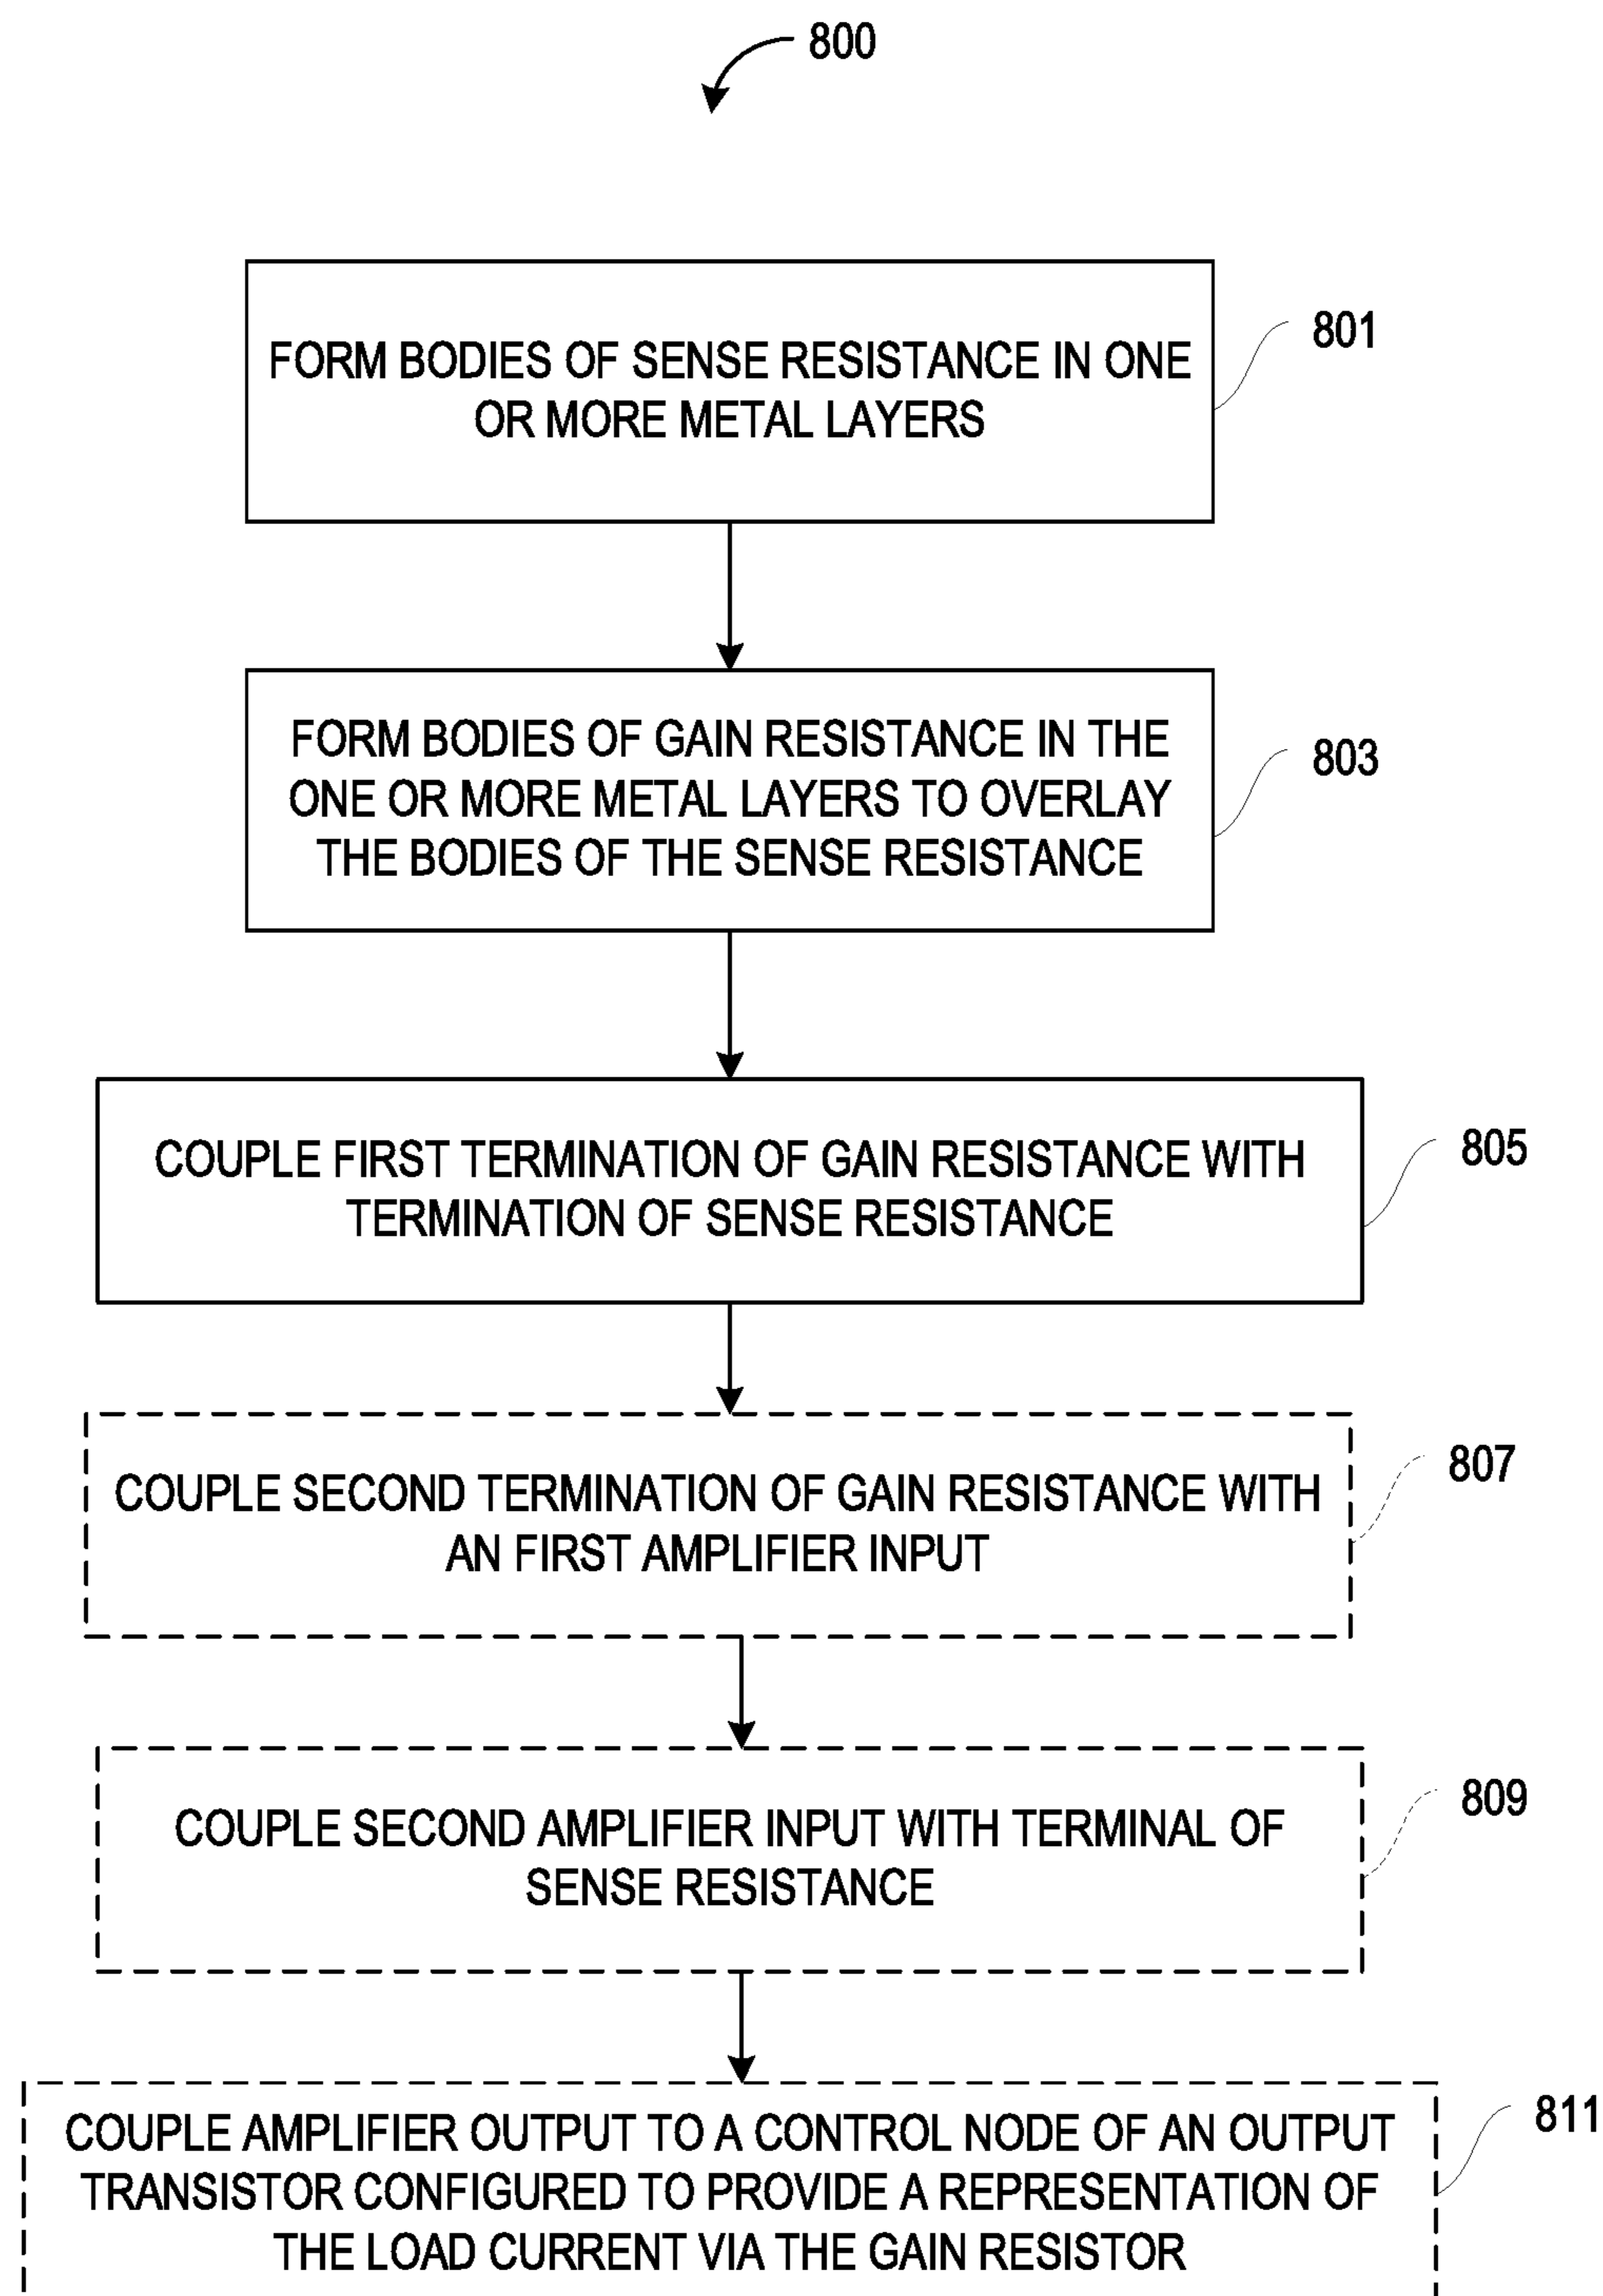 800
FORM BODIES OF SENSE RESISTANCE IN ONE
OR MORE METAL LAYERS
801
FORM BODIES OF GAIN RESISTANCE IN THE
ONE OR MORE METAL LAYERS TO OVERLAY
THE BODIES OF THE SENSE RESISTANCE
803
COUPLE FIRST TERMINATION OF GAIN RESISTANCE WITH
TERMINATION OF SENSE RESISTANCE
805
COUPLE SECOND TERMINATION OF GAIN RESISTANCE WITH
AN FIRST AMPLIFIER INPUT
807
COUPLE SECOND AMPLIFIER INPUT WITH TERMINAL OF
SENSE RESISTANCE
809
COUPLE AMPLIFIER OUTPUT TO A CONTROL NODE OF AN OUTPUT
TRANSISTOR CONFIGURED TO PROVIDE A REPRESENTATION OF
THE LOAD CURRENT VIA THE GAIN RESISTOR
811